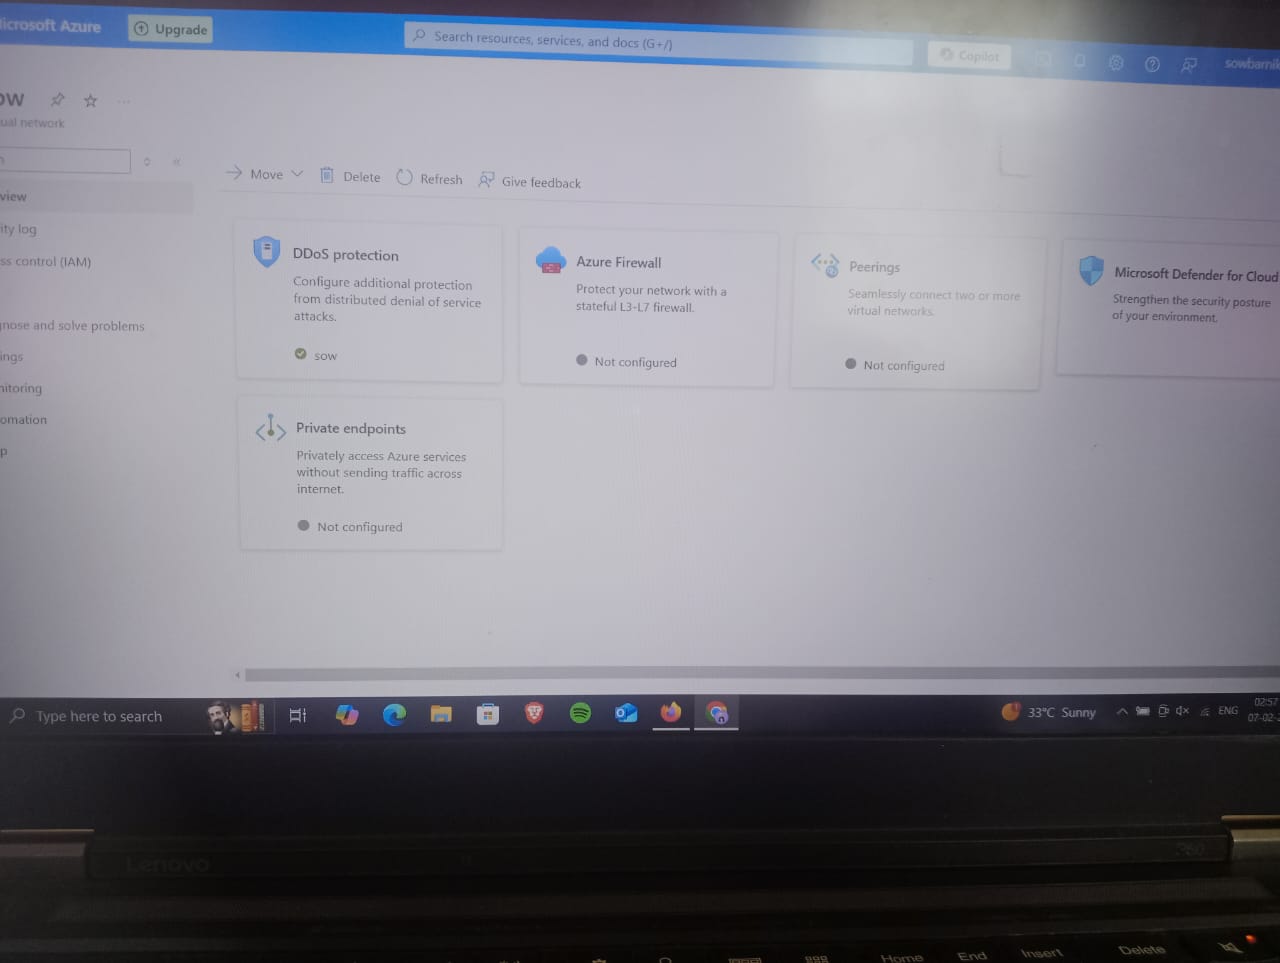 icrosoft Azure
Upgrade
Search resources, services, and docs (G+/)
Copilot
sowbarnik
ow
ual network
view
ity log
ss control (IAM)
gnose and solve problems
ings
nitoring
omation
p
Move
Delete
Refresh
Give feedback
DDoS protection
Configure additional protection
from distributed denial of service
attacks.
sow
Azure Firewall
Protect your network with a
stateful L3-L7 firewall.
Not configured
Peerings
Seamlessly connect two or more
virtual networks.
Not configured
Microsoft Defender for Cloud
Strengthen the security posture
of your environment.
Private endpoints
Privately access Azure services
without sending traffic across
internet.
Not configured
Type here to search
33°C Sunny
ENG
02:57
07-02-
Lenovo
Home
End
Insert
Delete